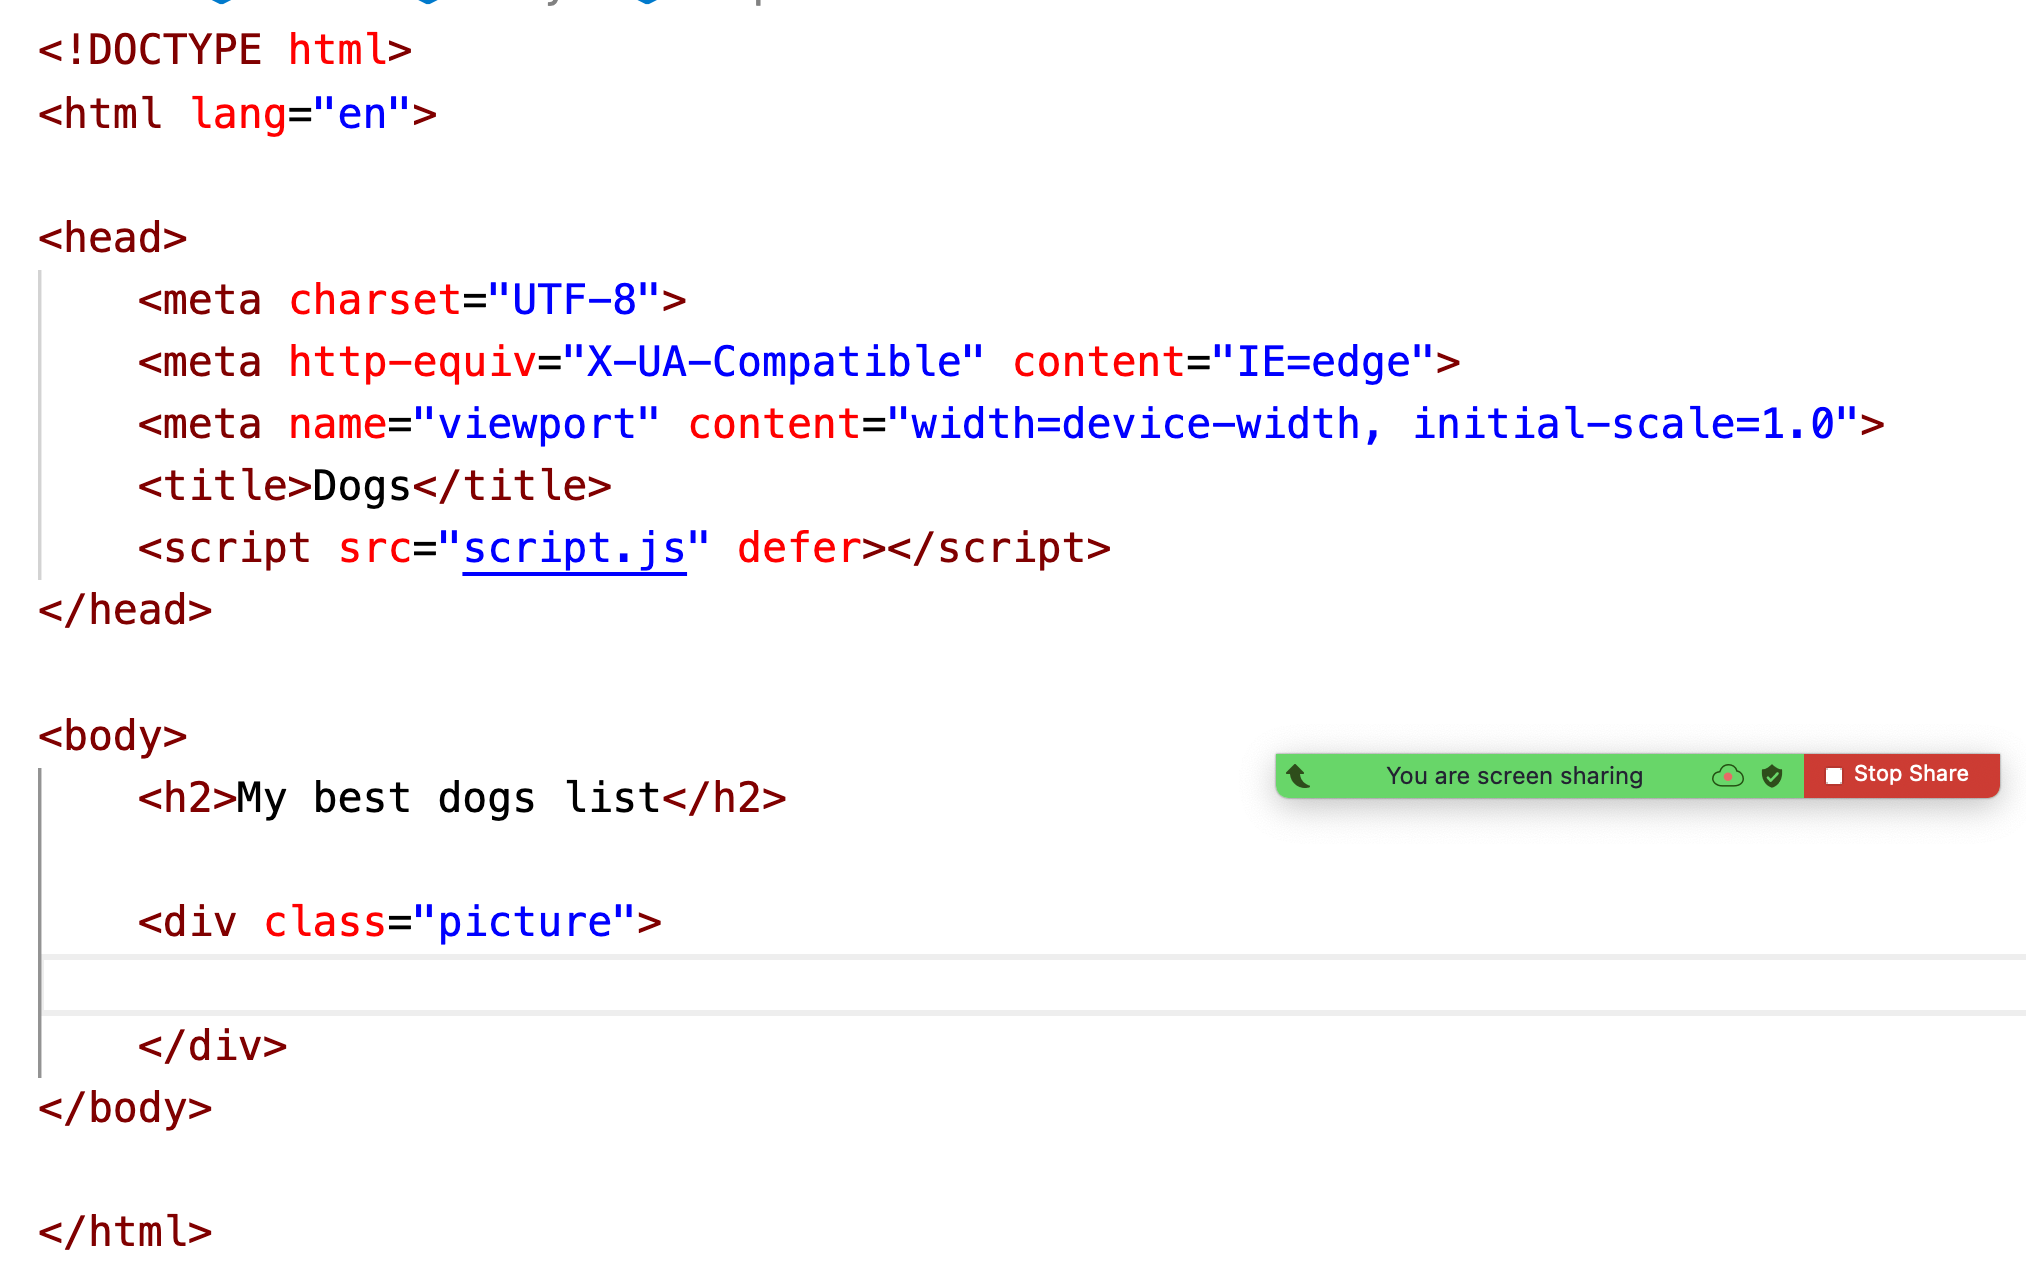 <!DOCTYPE html>
<html lang="en">
<head>
<meta charset="UTF-8">
<meta http-equiv="X-UA-Compatible" content="IE=edge">
<meta name="viewport" content="width=device-width, initial-scale=1.0">
<title>Dogs</title>
<script src="script.js" defer></script>
</head>
<body>
You are screen sharing Stop Share
<h2>My best dogs list</h2>
<div class="picture">
</div>
</body>
</html>